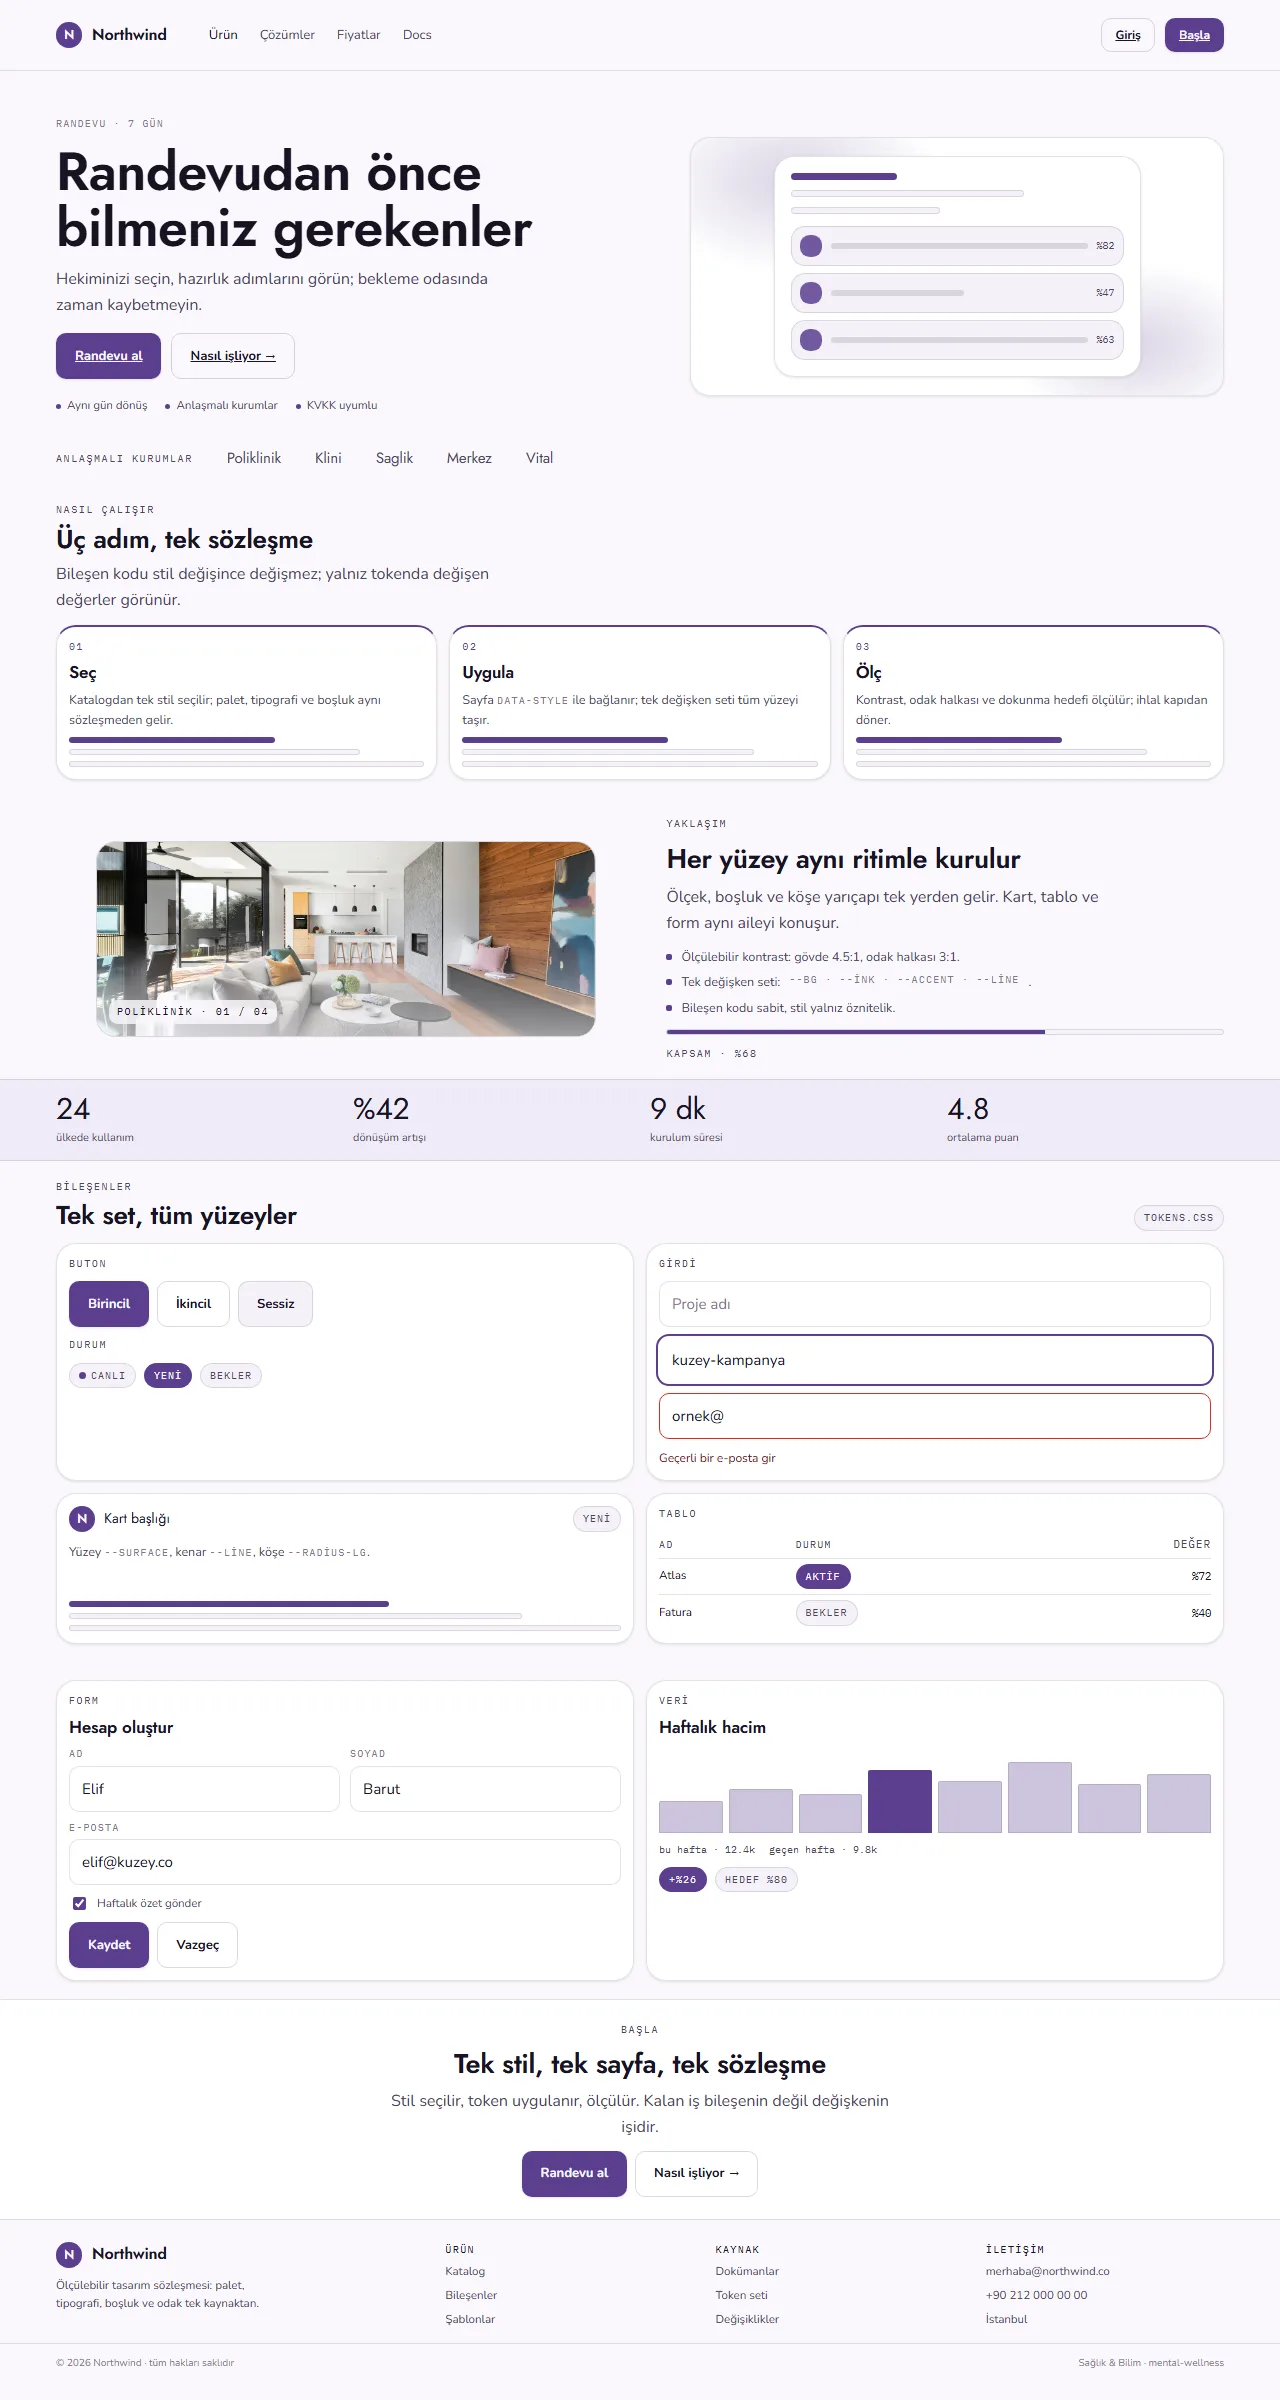 N Northwind
Ürün
Çözümler
Fiyatlar
Docs
Giriş
Başla
RANDEVU · 7 GÜN
Randevudan önce
bilmeniz gerekenler
Hekiminizi seçin, hazırlık adımlarını görün; bekleme odasında
zaman kaybetmeyin.
Randevu al
Nasıl işliyor →
Aynı gün dönüş
Anlaşmalı kurumlar
KVKK uyumlu
%82
%47
%63
ANLAŞMALI KURUMLAR
Poliklinik
Klini
Saglik
Merkez
Vital
NASIL ÇALIŞIR
Üç adım, tek sözleşme
Bileşen kodu stil değişince değişmez; yalnız tokenda değişen
değerler görünür.
01
Seç
Katalogdan tek stil seçilir; palet, tipografi ve boşluk aynı
sözleşmeden gelir.
02
Uygula
Sayfa DATA-STYLE ile bağlanır; tek değişken seti tüm yüzeyi
taşır.
03
Ölç
Kontrast, odak halkası ve dokunma hedefi ölçülür; ihlal kapıdan
döner.
POLİKLİNİK · 01 / 04
YAKLAŞIM
Her yüzey aynı ritimle kurulur
Ölçek, boşluk ve köşe yarıçapı tek yerden gelir. Kart, tablo ve
form aynı aileyi konuşur.
Ölçülebilir kontrast: gövde 4.5:1, odak halkası 3:1.
Tek değişken seti: --BG · --İNK · --ACCENT · --LİNE .
Bileşen kodu sabit, stil yalnız öznitelik.
KAPSAM · %68
24
ülkede kullanım
%42
dönüşüm artışı
9 dk
kurulum süresi
4.8
ortalama puan
BİLEŞENLER
Tek set, tüm yüzeyler
TOKENS.CSS
BUTON
Birincil
İkincil
Sessiz
DURUM
CANLI
YENİ
BEKLER
GİRDİ
Proje adı
kuzey-kampanya
ornek@
Geçerli bir e-posta gir
N Kart başlığı
YENİ
Yüzey --SURFACE, kenar --LİNE, köşe --RADİUS-LG.
TABLO
AD DURUM DEĞER
Atlas AKTİF %72
Fatura BEKLER %40
FORM
Hesap oluştur
AD
SOYAD
Elif
Barut
E-POSTA
elif@kuzey.co
Haftalık özet gönder
Kaydet
Vazgeç
VERİ
Haftalık hacim
bu hafta · 12.4k geçen hafta · 9.8k
+%26
HEDEF %80
BAŞLA
Tek stil, tek sayfa, tek sözleşme
Stil seçilir, token uygulanır, ölçülür. Kalan iş bileşenin değil değişkenin
işidir.
Randevu al
Nasıl işliyor →
N Northwind
Ölçülebilir tasarım sözleşmesi: palet,
tipografi, boşluk ve odak tek kaynaktan.
ÜRÜN
Katalog
Bileşenler
Şablonlar
KAYNAK
Dokümanlar
Token seti
Değişiklikler
İLETİŞİM
merhaba@northwind.co
+90 212 000 00 00
İstanbul
© 2026 Northwind · tüm hakları saklıdır
Sağlık & Bilim · mental-wellness